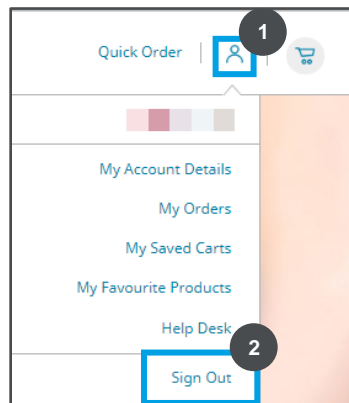 1
Quick Order
My Account Details
My Orders
My Saved Carts
My Favourite Products
Help Desk
2
Sign Out